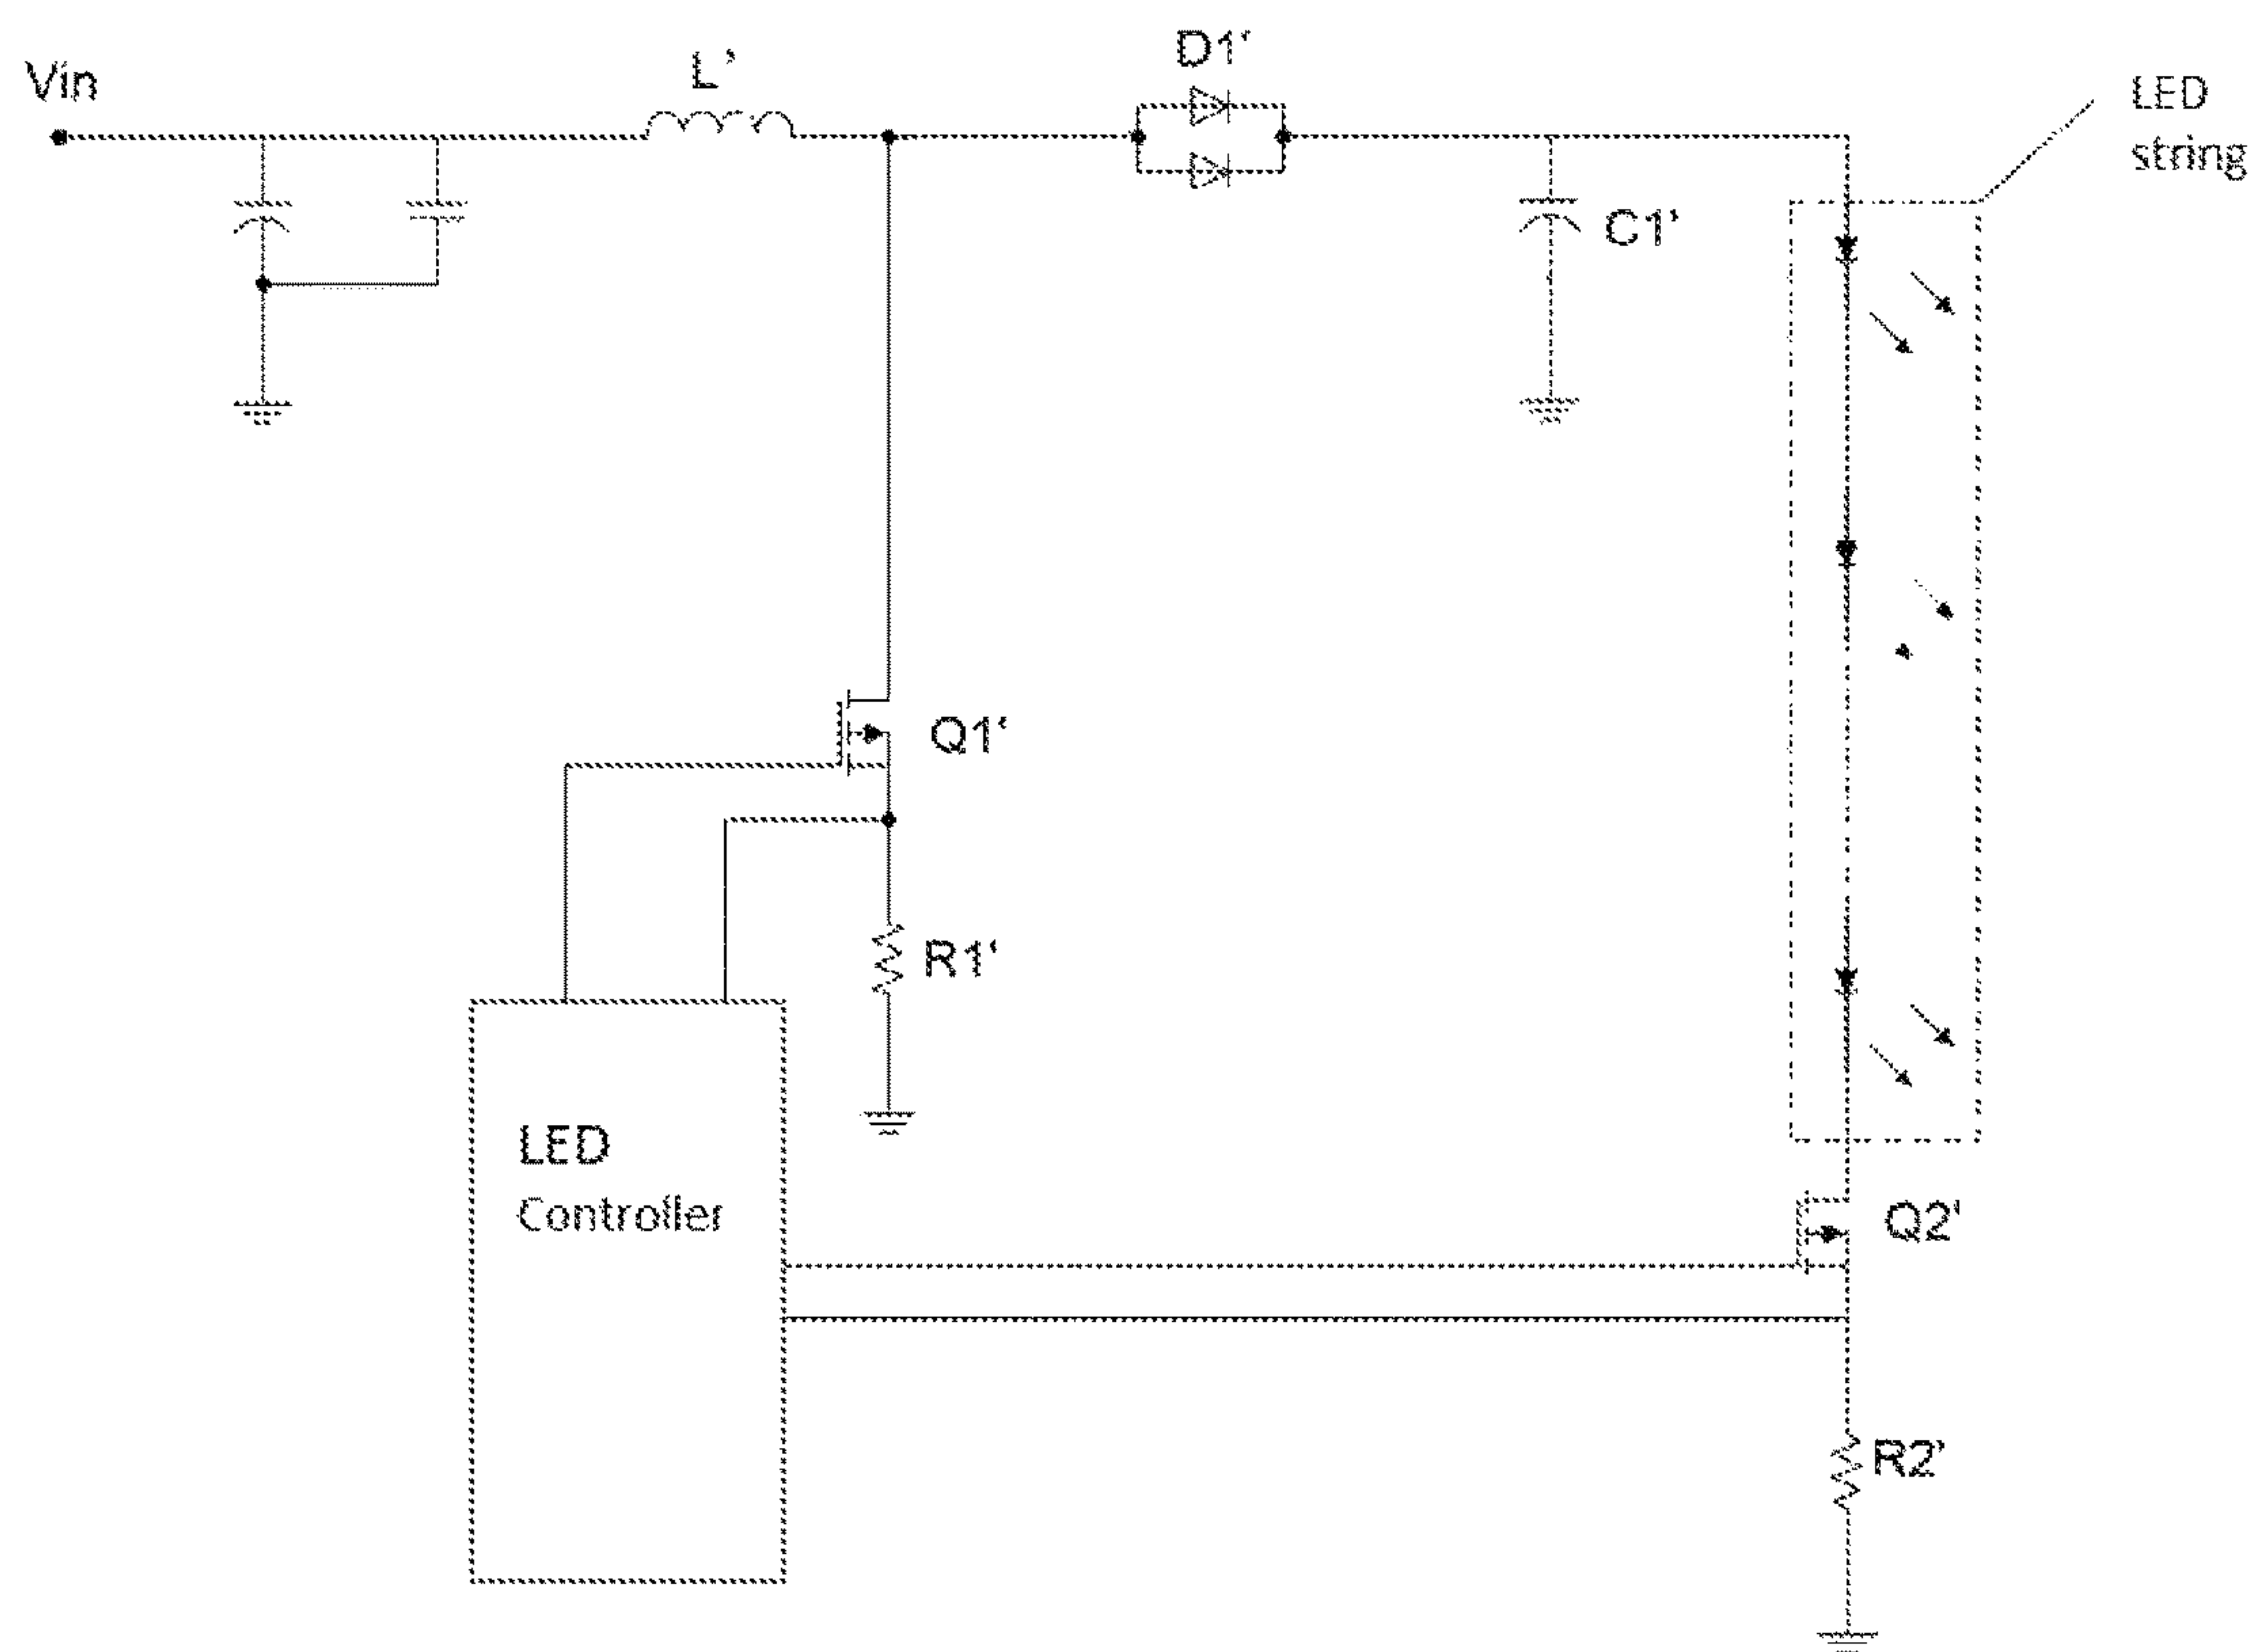 Vin
L’
D1‘
LED
string
C1’
Q1‘
R1‘
LED
Controller
Q2'
R2'